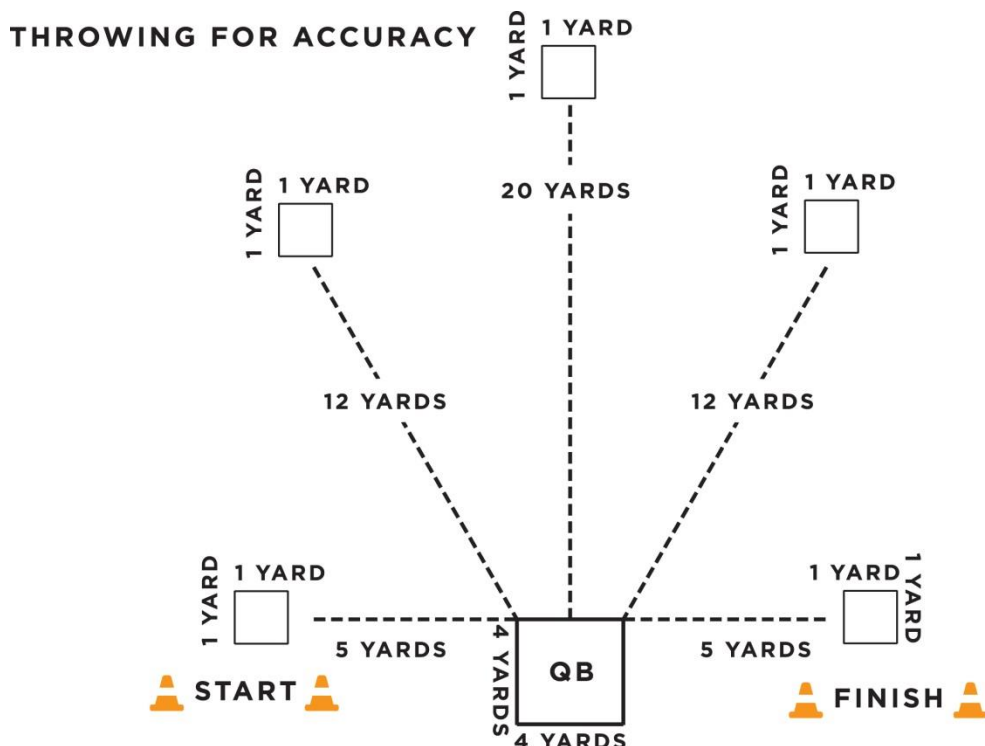 THROWING FOR ACCURACY
1 YARD
1 YARD
20 YARDS
1 YARD
1 YARD
1 YARD
1 YARD
12 YARDS
12 YARDS
1 YARD
1 YARD
1 YARD
1 YARD
5 YARDS
4 YARDS
QB
5 YARDS
START
FINISH
4 YARDS